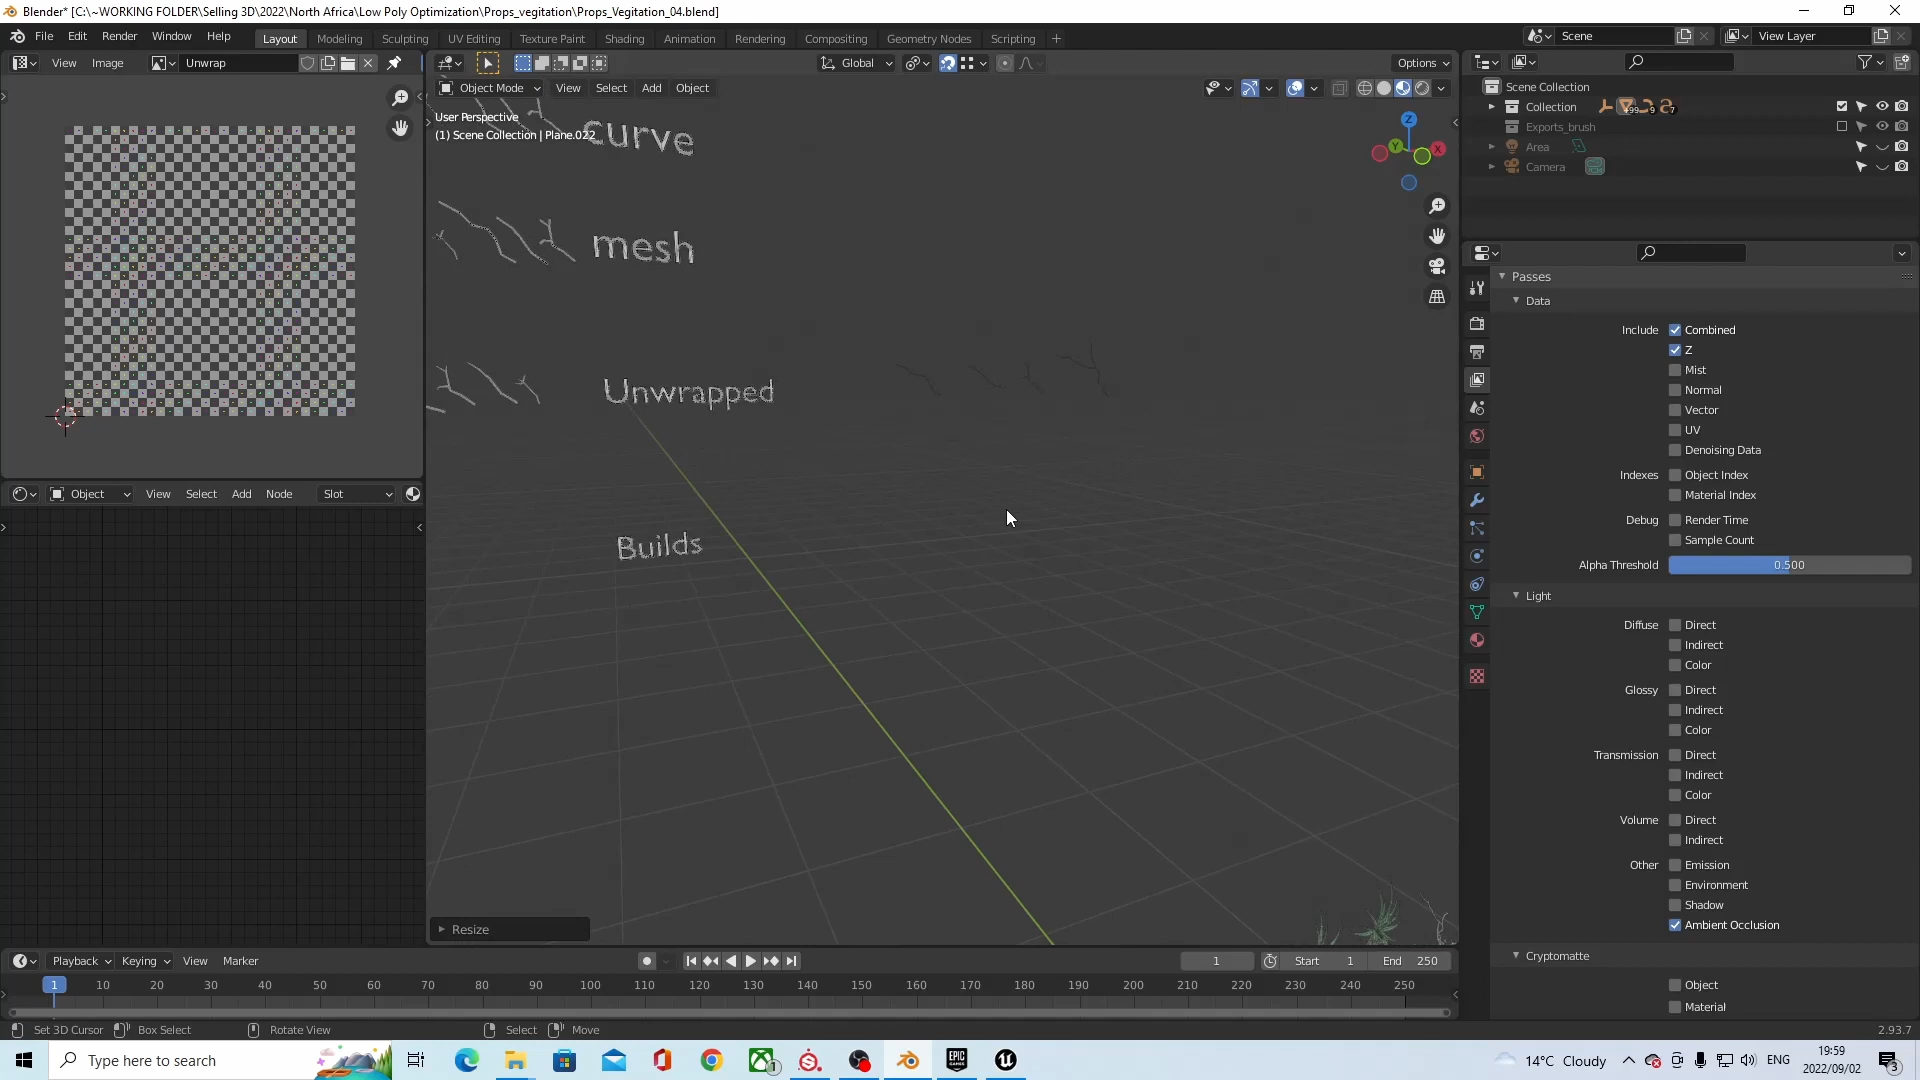 Blender* [C:\~WORKING FOLDER\Selling 3D\2022\North Africa\Low Poly Optimization\Props_vegitation\Props_Vegitation_04.blend]
File Edit Render Window Help Layout Modeling Sculpting UV Editing Texture Paint Shading Animation Rendering Compositing Geometry Nodes Scripting + Scene View Layer
View Image Unwrap Global Options
Object Mode View Select Add Object
User Perspective
(1) Scene Collection | Plane.022
curve
mesh
Unwrapped
Builds
Z
Y
X
Resize
Object View Select Add Node Slot
Scene Collection
Collection
Exports_brush
Area
Camera
Passes
Data
Include Combined
Z
Mist
Normal
Vector
UV
Denoising Data
Indexes Object Index
Material Index
Debug Render Time
Sample Count
Alpha Threshold 0.500
Light
Diffuse Direct
Indirect
Color
Glossy Direct
Indirect
Color
Transmission Direct
Indirect
Color
Volume Direct
Indirect
Other Emission
Environment
Shadow
Ambient Occlusion
Cryptomatte
Object
Material
Playback Keying View Marker 1 Start 1 End 250
1 10 20 30 40 50 60 70 80 90 100 110 120 130 140 150 160 170 180 190 200 210 220 230 240 250
Set 3D Cursor Box Select Rotate View Select Move 2.93.7
Type here to search 14°C Cloudy ENG 19:59
2022/09/02